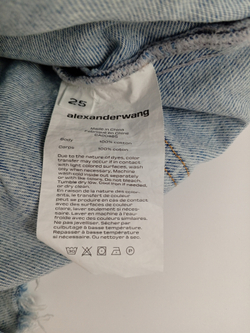 25
alexanderwang
MADE IN CHINA
Body 100% cotton
Corps 100% coton
Due to the nature of dyes, color
transfer may occur if in contact
with light colored surfaces. wash
only when necessary. Machine
wash cold inside out separately
or with like colors. Do not bleach.
Tumble dry low. Cool iron if needed
or dry clean.
En raison de la nature des colorants,
le transfert de couleur
peut se produire en cas de contact
avec des surfaces de couleur
claire. laver seulement si nécessaire.
Laver en machine à l'eau
froide avec des couleurs similaires.
Ne pas javelliser. Sécher par
culbutage à basse température
Repasser à basse température
si nécessaire. Ou nettoyer à sec.